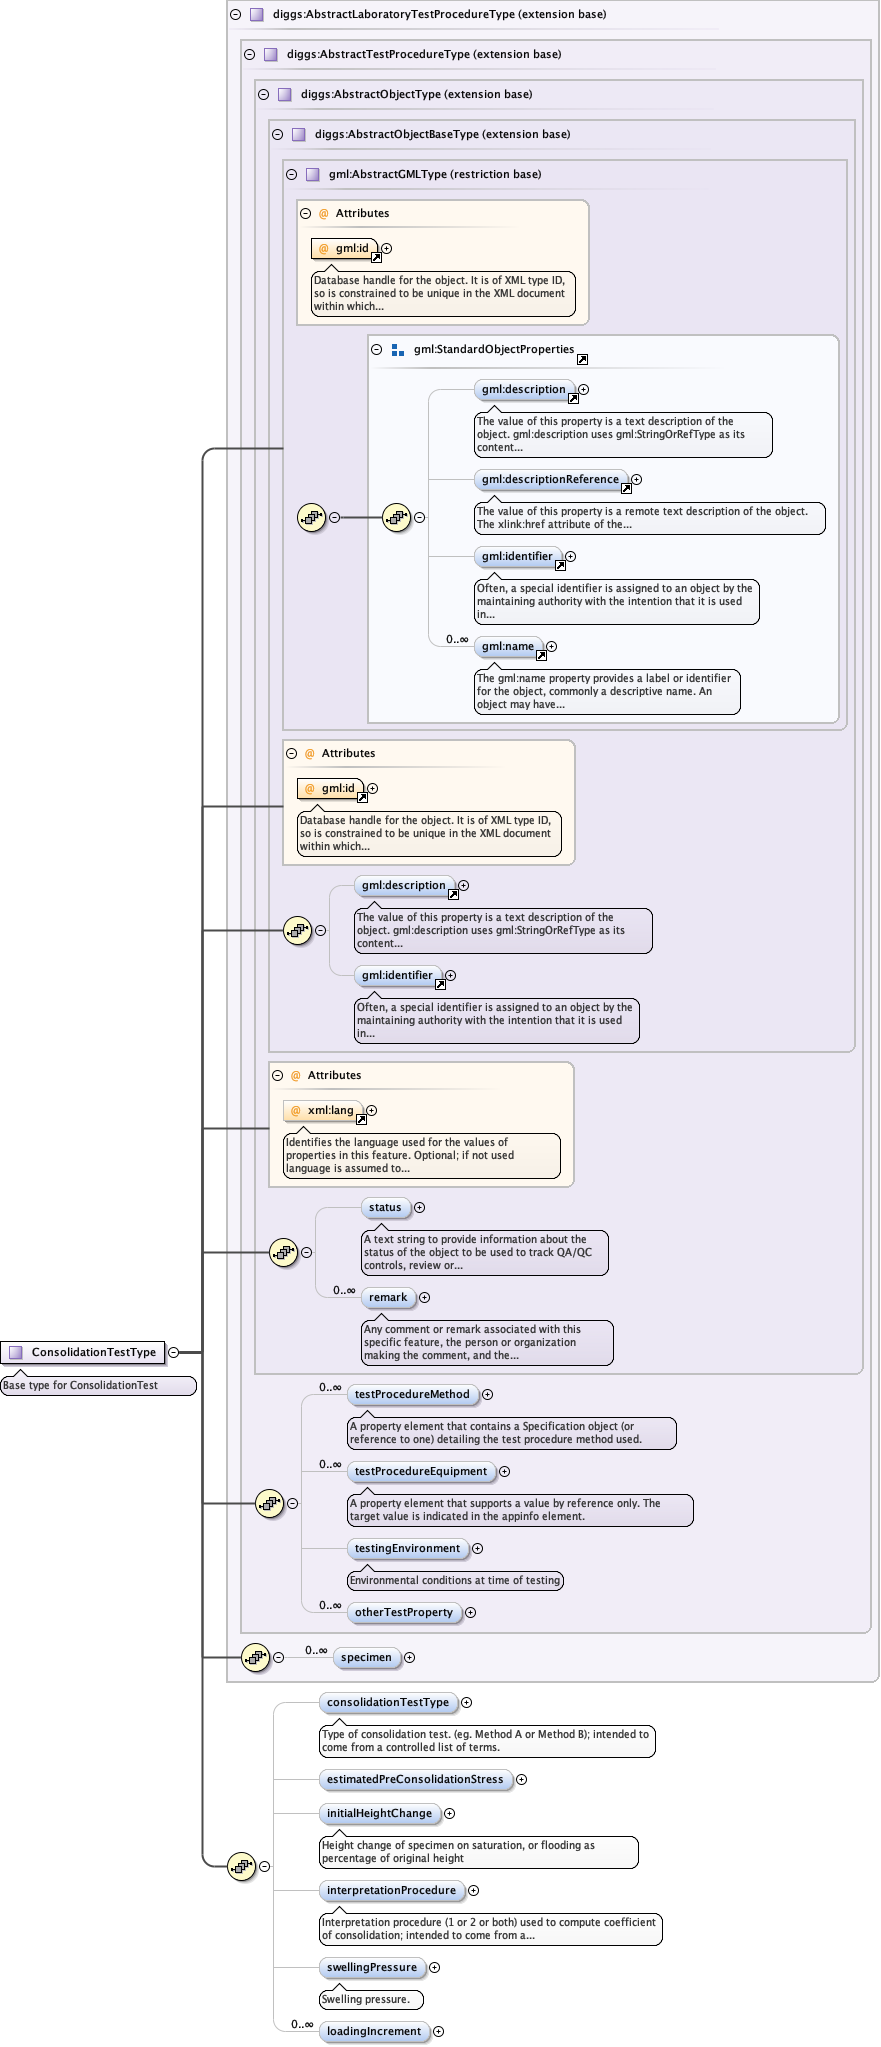 diggs:AbstractLaboratoryTestProcedureType (extension base)
diggs:AbstractTestProcedureType (extension base)
diggs:AbstractObjectType (extension base)
diggs:AbstractObjectBaseType (extension base)
gml:AbstractGMLType (restriction base)
@ Attributes
@ gml:id
Database handle for the object. It is of XML type ID,
so is constrained to be unique in the XML document
within which...
gml:StandardObjectProperties
gml:description
The value of this property is a text description of the
object. gml:description uses gml:StringOrRefType as its
content...
gml:descriptionReference
The value of this property is a remote text description of the object.
The xlink:href attribute of the...
gml:identifier
Often, a special identifier is assigned to an object by the
maintaining authority with the intention that it is used
in...
0..∞
gml:name
The gml:name property provides a label or identifier
for the object, commonly a descriptive name. An
object may have...
@ Attributes
@ gml:id
Database handle for the object. It is of XML type ID,
so is constrained to be unique in the XML document
within which...
gml:description
The value of this property is a text description of the
object. gml:description uses gml:StringOrRefType as its
content...
gml:identifier
Often, a special identifier is assigned to an object by the
maintaining authority with the intention that it is used
in...
@ Attributes
@ xml:lang
Identifies the language used for the values of
properties in this feature. Optional; if not used
language is assumed to...
status
A text string to provide information about the
status of the object to be used to track QA/QC
controls, review or...
0..∞
remark
Any comment or remark associated with this
specific feature, the person or organization
making the comment, and the...
ConsolidationTestType
Base type for ConsolidationTest
0..∞
testProcedureMethod
A property element that contains a Specification object (or
reference to one) detailing the test procedure method used.
0..∞
testProcedureEquipment
A property element that supports a value by reference only. The
target value is indicated in the appinfo element.
testingEnvironment
Environmental conditions at time of testing
0..∞
otherTestProperty
0..∞
specimen
consolidationTestType
Type of consolidation test. (eg. Method A or Method B); intended to
come from a controlled list of terms.
estimatedPreConsolidationStress
initialHeightChange
Height change of specimen on saturation, or flooding as
percentage of original height
interpretationProcedure
Interpretation procedure (1 or 2 or both) used to compute coefficient
of consolidation; intended to come from a...
swellingPressure
Swelling pressure.
0..∞
loadingIncrement